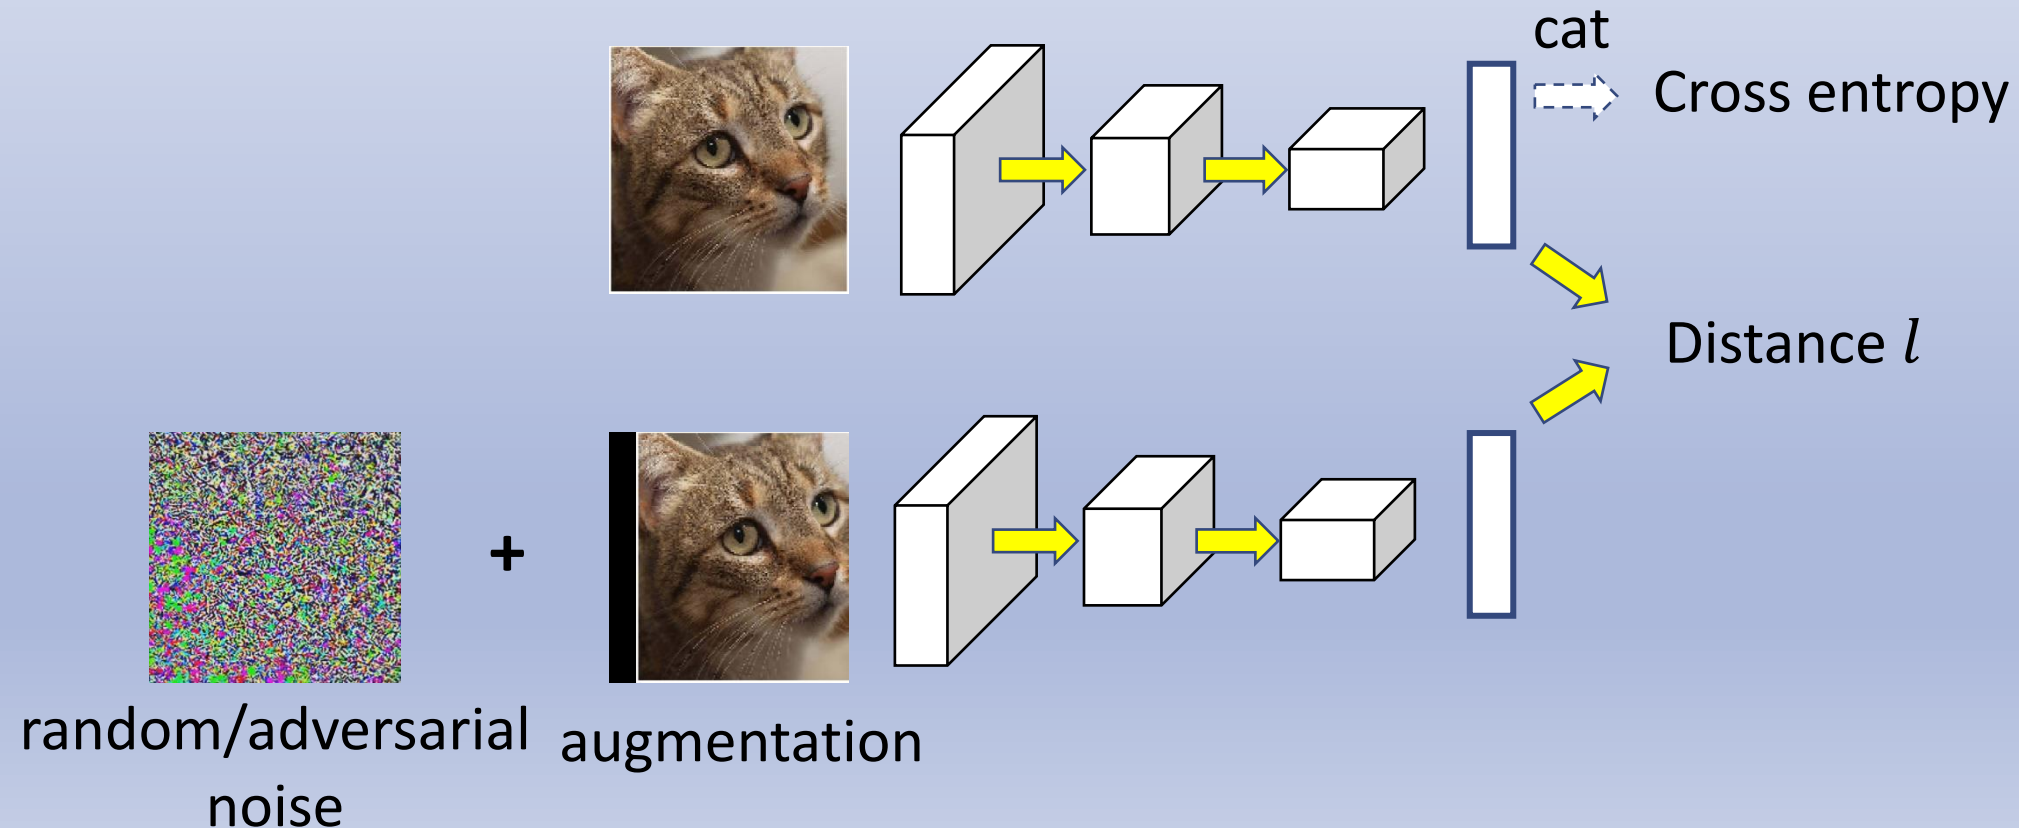 cat
Cross entropy
Distance l
+
random/adversarial
noise
augmentation